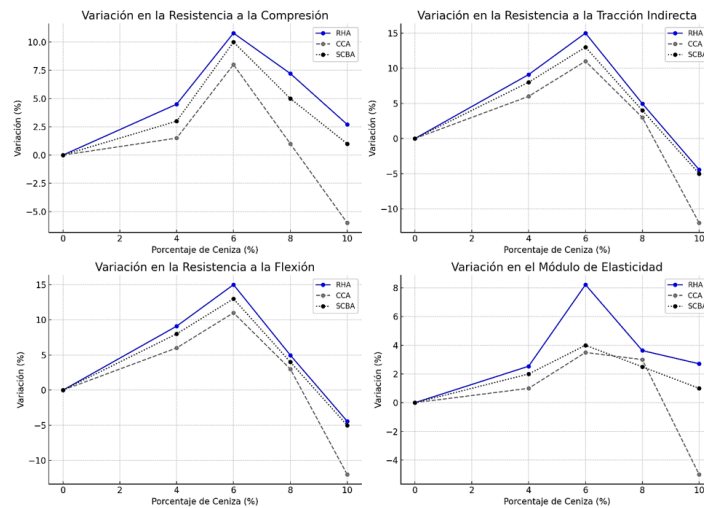 Variación en la Resistencia a la Compresión
RHA
CCA
SCBA
Variación (%)
10.0
7.5
5.0
2.5
0.0
−2.5
−5.0
0 2 4 6 8 10
Porcentaje de Ceniza (%)
Variación en la Resistencia a la Tracción Indirecta
RHA
CCA
SCBA
Variación (%)
15
10
5
0
−5
−10
0 2 4 6 8 10
Porcentaje de Ceniza (%)
Variación en la Resistencia a la Flexión
RHA
CCA
SCBA
Variación (%)
15
10
5
0
−5
−10
0 2 4 6 8 10
Porcentaje de Ceniza (%)
Variación en el Módulo de Elasticidad
RHA
CCA
SCBA
Variación (%)
8
6
4
2
0
−2
−4
0 2 4 6 8 10
Porcentaje de Ceniza (%)